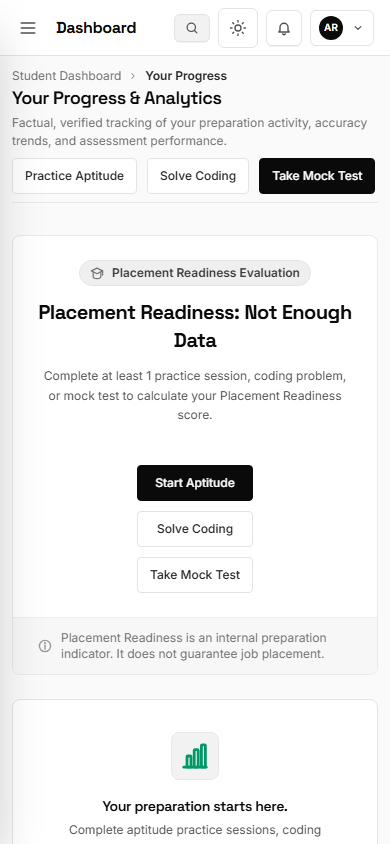 Dashboard
AR
Student Dashboard › Your Progress
Your Progress & Analytics
Factual, verified tracking of your preparation activity, accuracy
trends, and assessment performance.
Practice Aptitude
Solve Coding
Take Mock Test
Placement Readiness Evaluation
Placement Readiness: Not Enough
Data
Complete at least 1 practice session, coding problem,
or mock test to calculate your Placement Readiness
score.
Start Aptitude
Solve Coding
Take Mock Test
Placement Readiness is an internal preparation
indicator. It does not guarantee job placement.
Your preparation starts here.
Complete aptitude practice sessions, coding